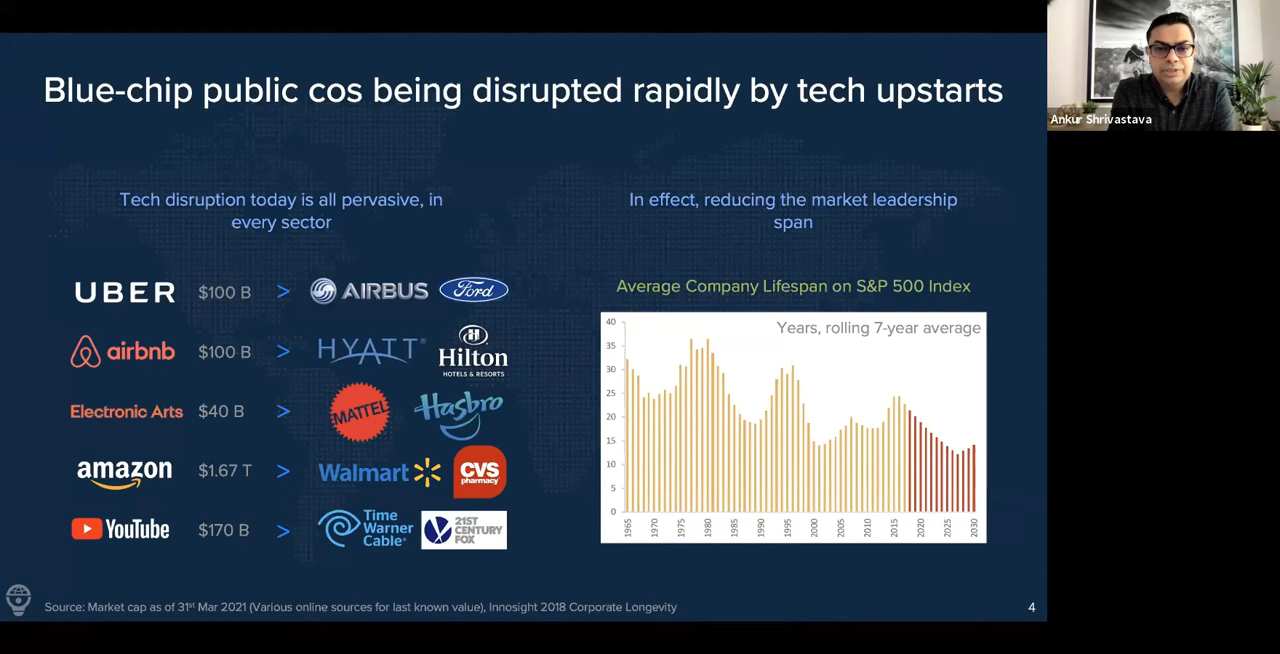 Blue-chip public cos being disrupted rapidly by tech upstarts
Ankur Shrivastava
Tech disruption today is all pervasive, in
every sector
UBER $100 B > AIRBUS Ford
airbnb $100 B > HYATT® Hilton
HOTELS & RESORTS
Electronic Arts $40 B > MATTEL Hasbro
amazon $1.67 T > Walmart CVS
pharmacy
YouTube $170 B > Time
Warner
Cable® 21ST
CENTURY
FOX
In effect, reducing the market leadership
span
Average Company Lifespan on S&P 500 Index
Years, rolling 7-year average
40
35
30
25
20
15
10
5
0
1965 1970 1975 1980 1985 1990 1995 2000 2005 2010 2015 2020 2025 2030
Source: Market cap as of 31st Mar 2021 (Various online sources for last known value), Innosight 2018 Corporate Longevity
4